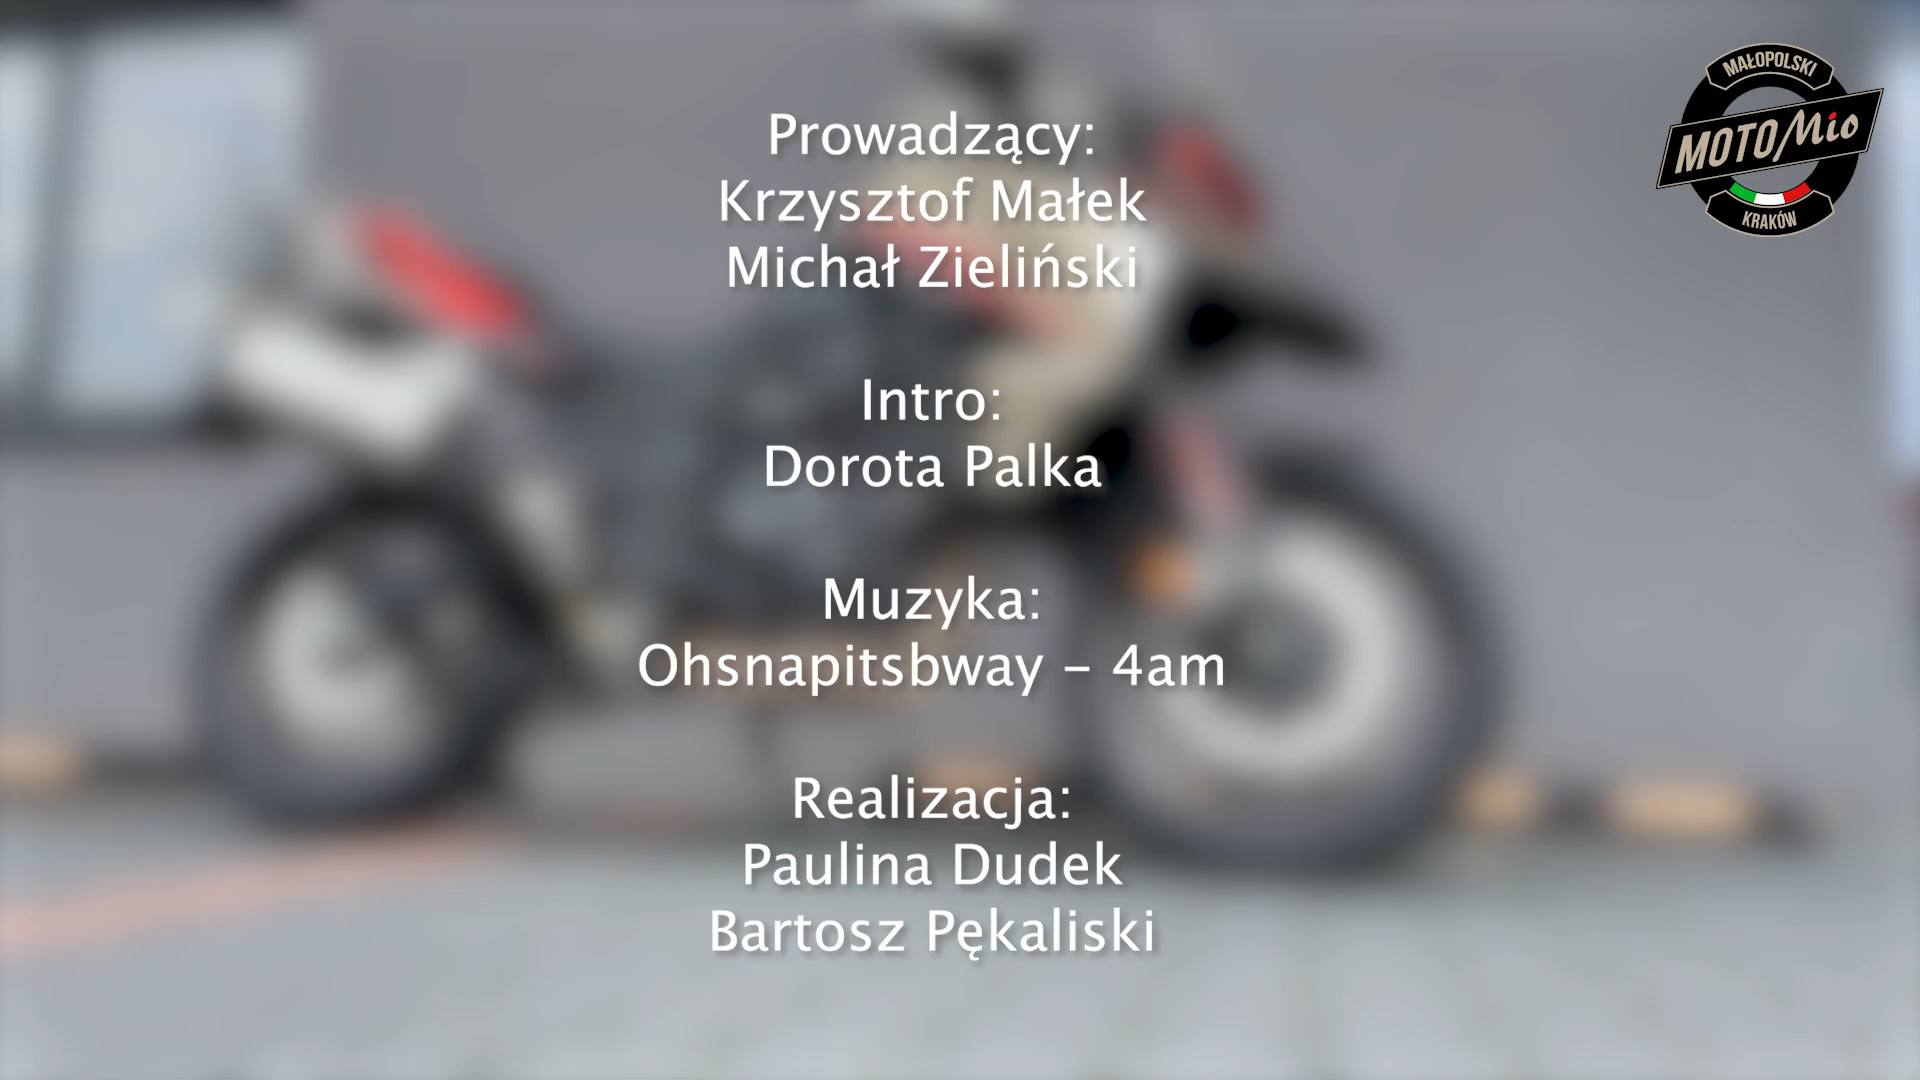 Prowadzący:
Krzysztof Małek
Michał Zieliński
Intro:
Dorota Palka
Muzyka:
Ohsnapitsbway – 4am
Realizacja:
Paulina Dudek
Bartosz Pękaliski
MAŁOPOLSKI
MOTO/Mio
KRAKÓW